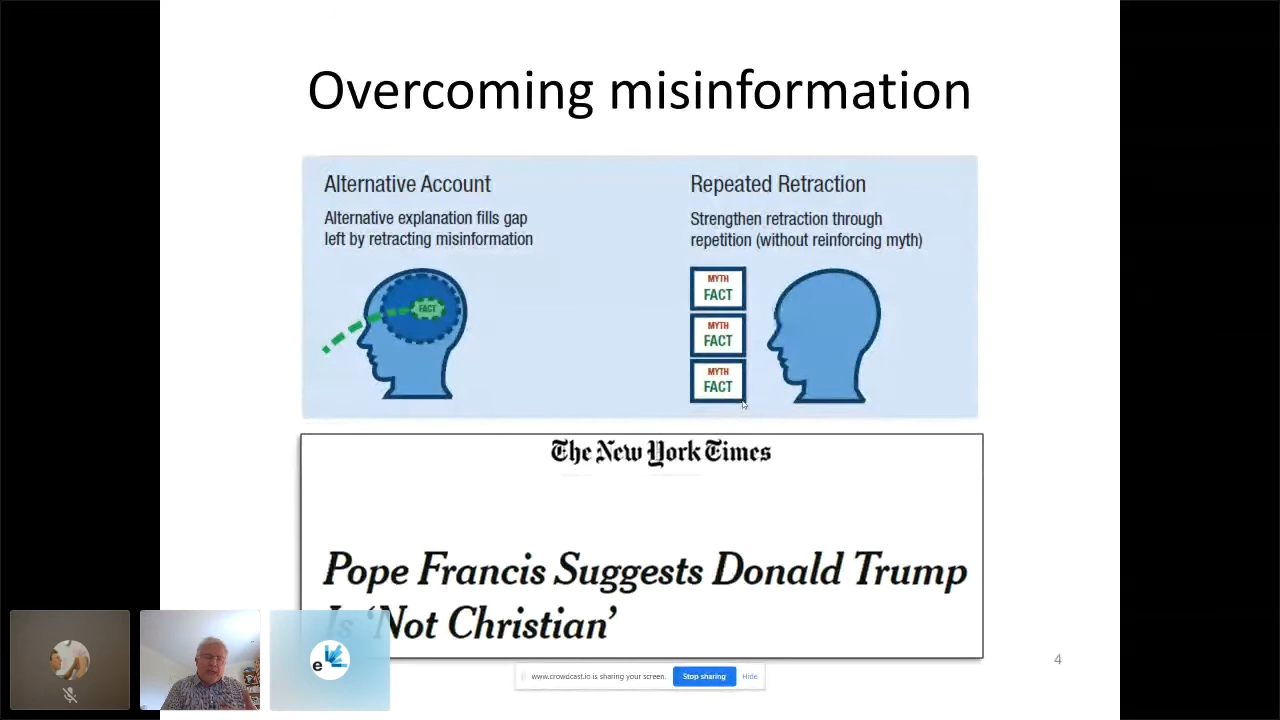 Overcoming misinformation
Alternative Account
Alternative explanation fills gap
left by retracting misinformation
FACT
Repeated Retraction
Strengthen retraction through
repetition (without reinforcing myth)
MYTH
FACT
MYTH
FACT
MYTH
FACT
The New York Times
Pope Francis Suggests Donald Trump
Is ‘Not Christian’
e
4
www.crowdcast.io is sharing your screen.
Stop sharing
Hide